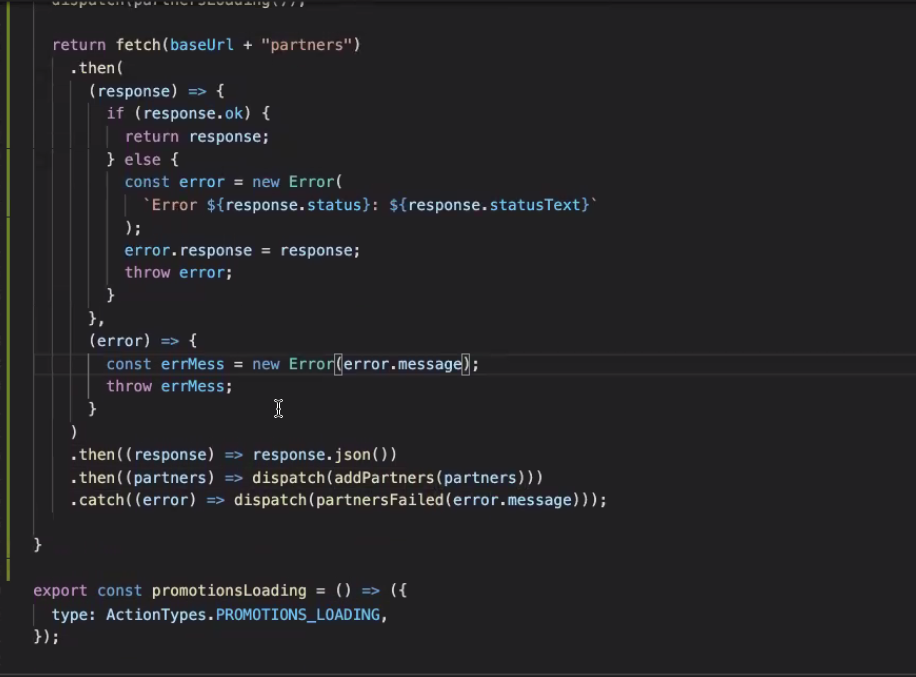 dispatch(partnersLoading());
return fetch(baseUrl + "partners")
.then(
(response) => {
if (response.ok) {
return response;
} else {
const error = new Error(
`Error ${response.status}: ${response.statusText}`
);
error.response = response;
throw error;
}
},
(error) => {
const errMess = new Error(error.message);
throw errMess;
}
)
.then((response) => response.json())
.then((partners) => dispatch(addPartners(partners)))
.catch((error) => dispatch(partnersFailed(error.message)));
}
export const promotionsLoading = () => ({
type: ActionTypes.PROMOTIONS_LOADING,
});